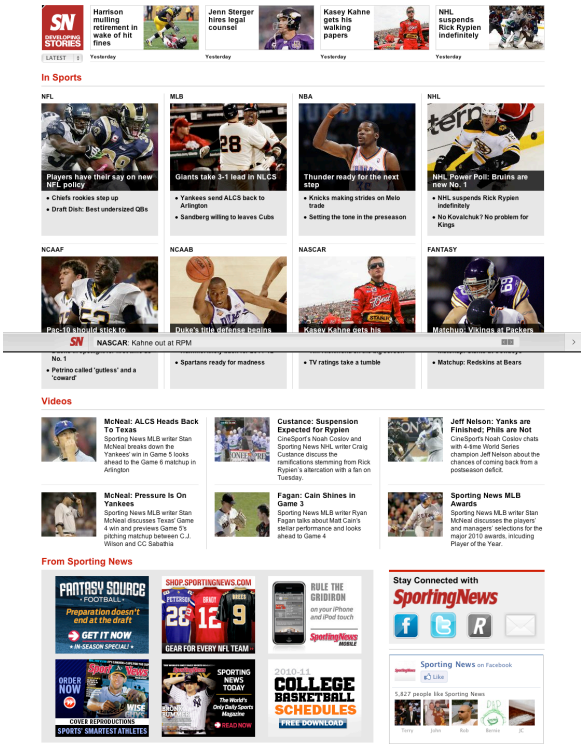 SN
DEVELOPING
STORIES
LATEST
Harrison
mulling
retirement in
wake of hit
fines
Yesterday
Jenn Sterger
hires legal
counsel
Yesterday
Kasey Kahne
gets his
walking
papers
Yesterday
NHL
suspends
Rick Rypien
indefinitely
Yesterday
In Sports
NFL
Players have their say on new
NFL policy
• Chiefs rookies step up
• Draft Dish: Best undersized QBs
MLB
28
Giants take 3-1 lead in NLCS
• Yankees send ALCS back to
Arlington
• Sandberg willing to leaves Cubs
NBA
Thunder ready for the next
step
• Knicks making strides on Melo
trade
• Setting the tone in the preseason
NHL
NHL Power Poll: Bruins are
new No. 1
• NHL suspends Rick Rypien
indefinitely
• No Kovalchuk? No problem for
Kings
NCAAF
Pac-10 should stick to
No. 1
• Petrino called 'gutless' and a
'coward'
NCAAB
Duke's title defense begins
• Spartans ready for madness
NASCAR
Kasey Kahne gets his
• TV ratings take a tumble
FANTASY
Matchup: Vikings at Packers
• Matchup: Redskins at Bears
SN
NASCAR: Kahne out at RPM
Videos
McNeal: ALCS Heads Back
To Texas
Sporting News MLB writer Stan
McNeal breaks down the
Yankees' win in Game 5 looks
ahead to the Game 6 matchup in
Arlington
Custance: Suspension
Expected for Rypien
CineSport's Noah Coslov and
Sporting News NHL writer Craig
Custance discuss the
ramifications stemming from Rick
Rypien's altercation with a fan on
Tuesday.
Jeff Nelson: Yanks are
Finished; Phils are Not
CineSport's Noah Coslov chats
with 4-time World Series
champion Jeff Nelson about the
chances of coming back from a
postseason deficit.
McNeal: Pressure Is On
Yankees
Sporting News MLB writer Stan
McNeal discusses Texas' Game
4 win and previews Game 5's
pitching matchup between C.J.
Wilson and CC Sabathia
Fagan: Cain Shines in
Game 3
Sporting News MLB writer Ryan
Fagan talks about Matt Cain's
stellar performance and looks
ahead to Game 4
Sporting News MLB
Awards
Sporting News MLB writer Stan
McNeal discusses the players'
and managers' selections for the
major 2010 awards, inlcuding
Player of the Year.
From Sporting News
FANTASY SOURCE
FOOTBALL
Preparation doesn't
end at the draft
GET IT NOW
IN-SEASON SPECIAL!
SHOP.SPORTINGNEWS.COM
PETERSON
28
BRADY
12
9
GEAR FOR EVERY NFL TEAM
RULE THE
GRIDIRON
on your iPhone
and iPod touch
SportingNews
MOBILE
ORDER
NOW
Sporting News
WISE
GUYS
COVER REPRODUCTIONS
SPORTS' SMARTEST ATHLETES
SPORTING
NEWS
TODAY
The World's
Only Daily Sports
Magazine
READ NOW
2010-11
COLLEGE
BASKETBALL
SCHEDULES
FREE DOWNLOAD
Stay Connected with
SportingNews
Sporting News on Facebook
Like
5,827 people like Sporting News
Terry
John
Rob
Bernie
JC